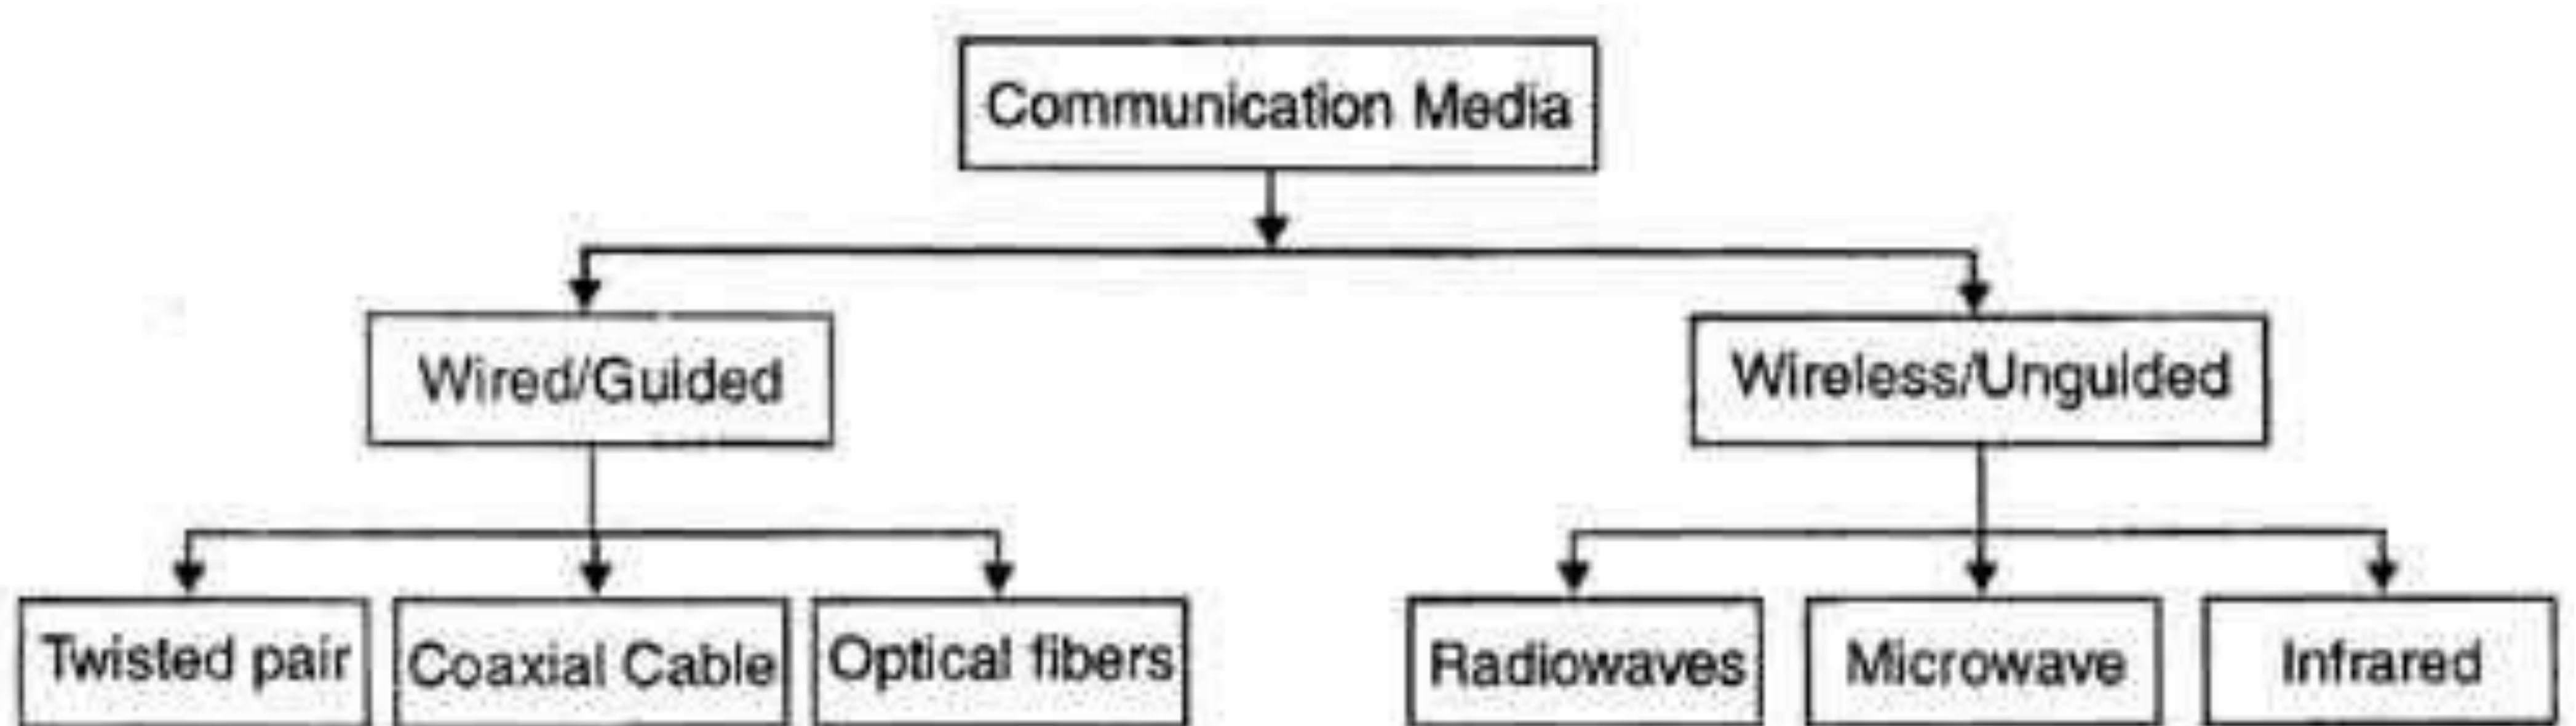 Communication Media
Wired/Guided
Wireless/Unguided
Twisted pair
Coaxial Cable
Optical fibers
Radiowaves
Microwave
Infrared